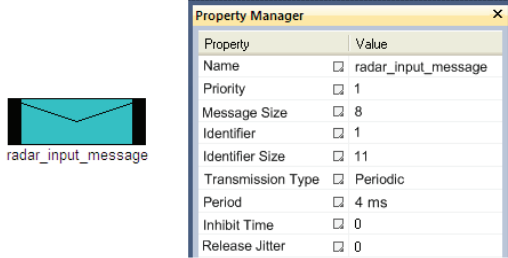 radar_input_message
Property Manager ×
Property Value
Name radar_input_message
Priority 1
Message Size 8
Identifier 1
Identifier Size 11
Transmission Type Periodic
Period 4 ms
Inhibit Time 0
Release Jitter 0